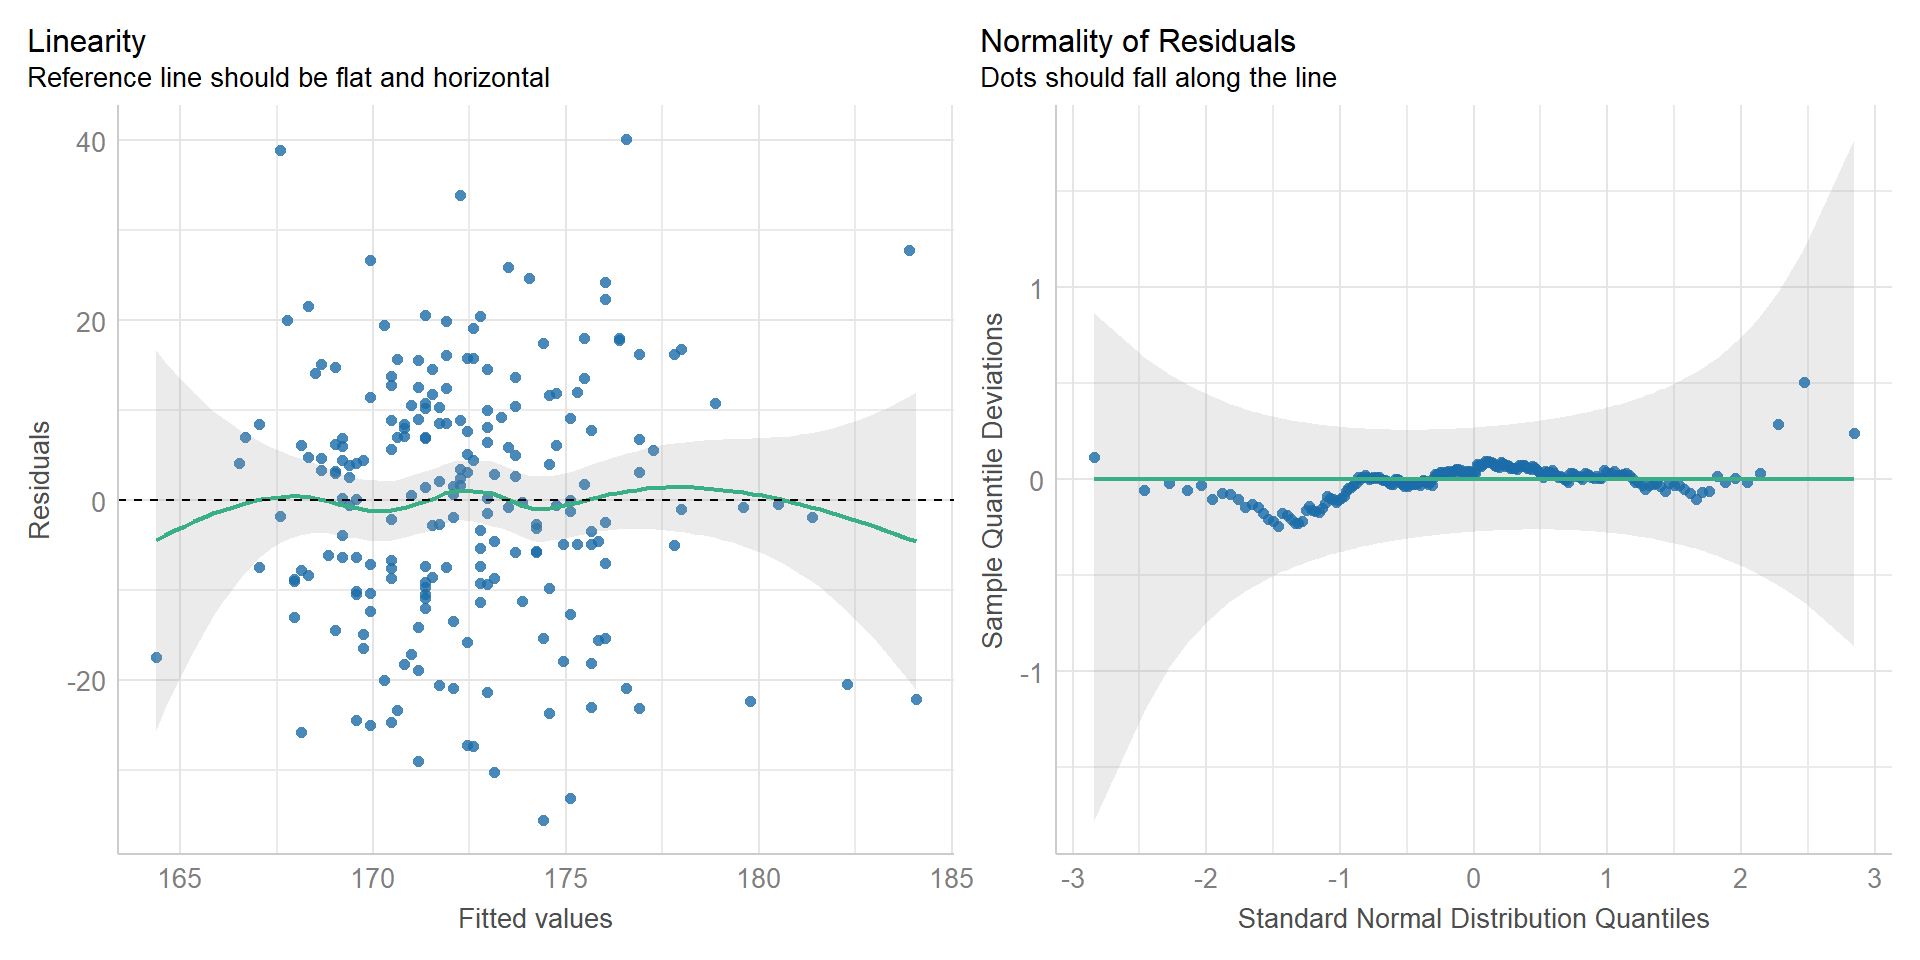 Linearity
Reference line should be flat and horizontal
40
20
0
-20
Residuals
165
170
175
180
185
Fitted values
Normality of Residuals
Dots should fall along the line
1
0
-1
Sample Quantile Deviations
-3
-2
-1
0
1
2
3
Standard Normal Distribution Quantiles